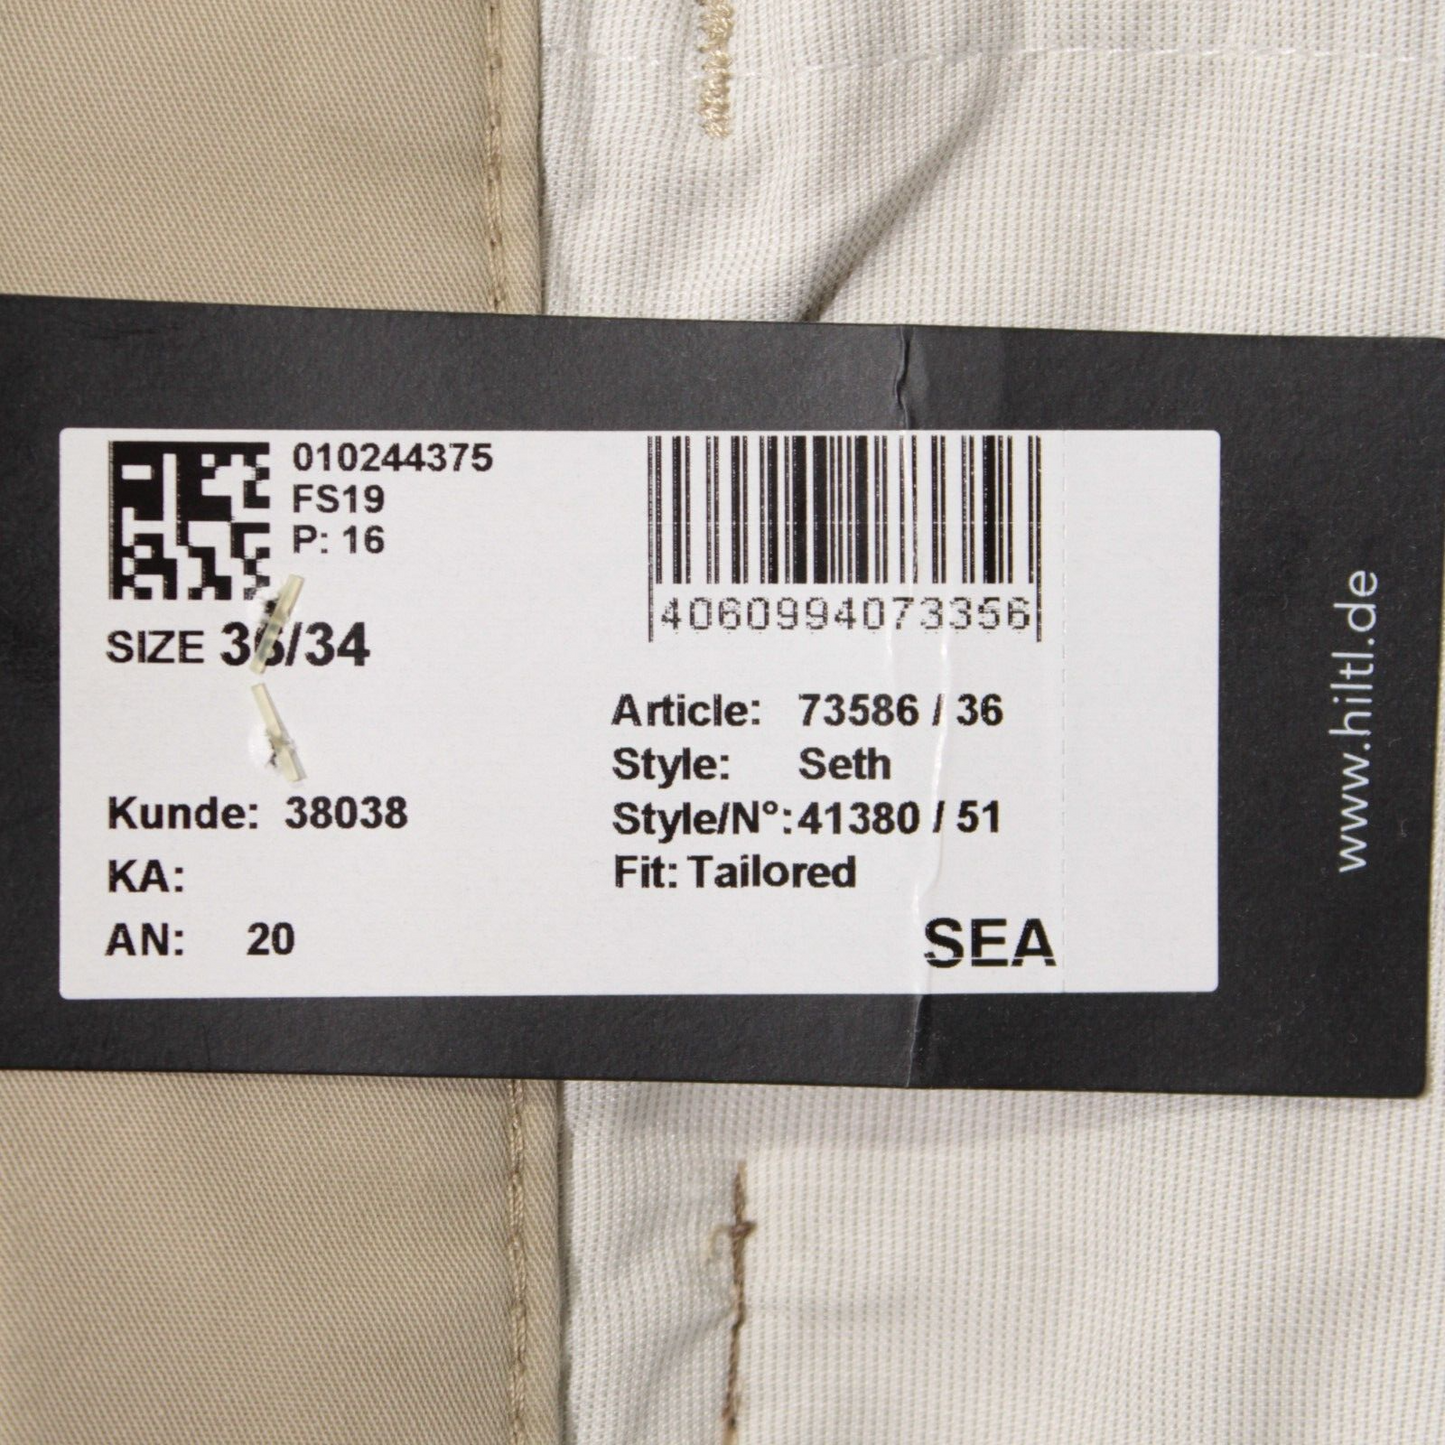 010244375
FS19
P: 16
SIZE 36/34
Kunde: 38038
KA:
AN: 20
4060994073356
Article: 73586 / 36
Style: Seth
Style/N°:41380 / 51
Fit: Tailored
SEA
www.hiltl.de